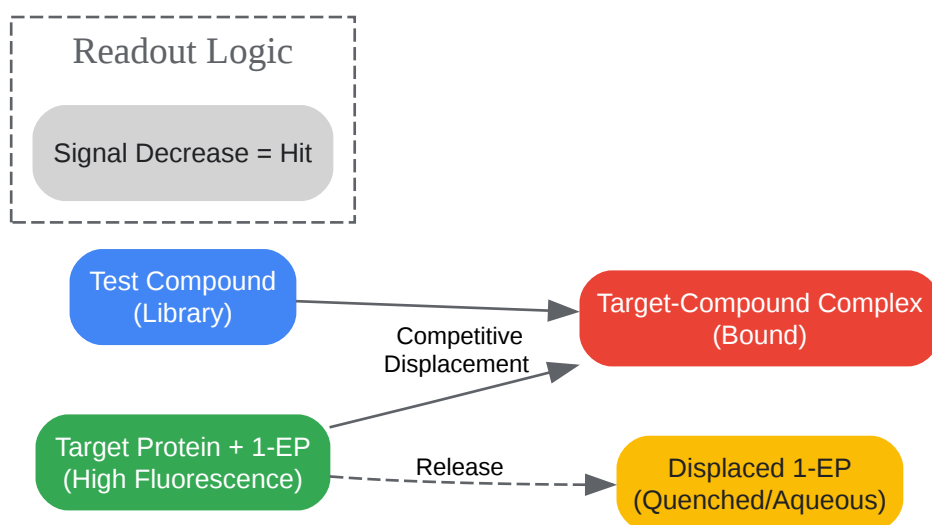 Readout Logic
Signal Decrease = Hit
Test Compound
(Library)
Target-Compound Complex
(Bound)
Competitive
Displacement
Target Protein + 1-EP
(High Fluorescence)
Release
Displaced 1-EP
(Quenched/Aqueous)